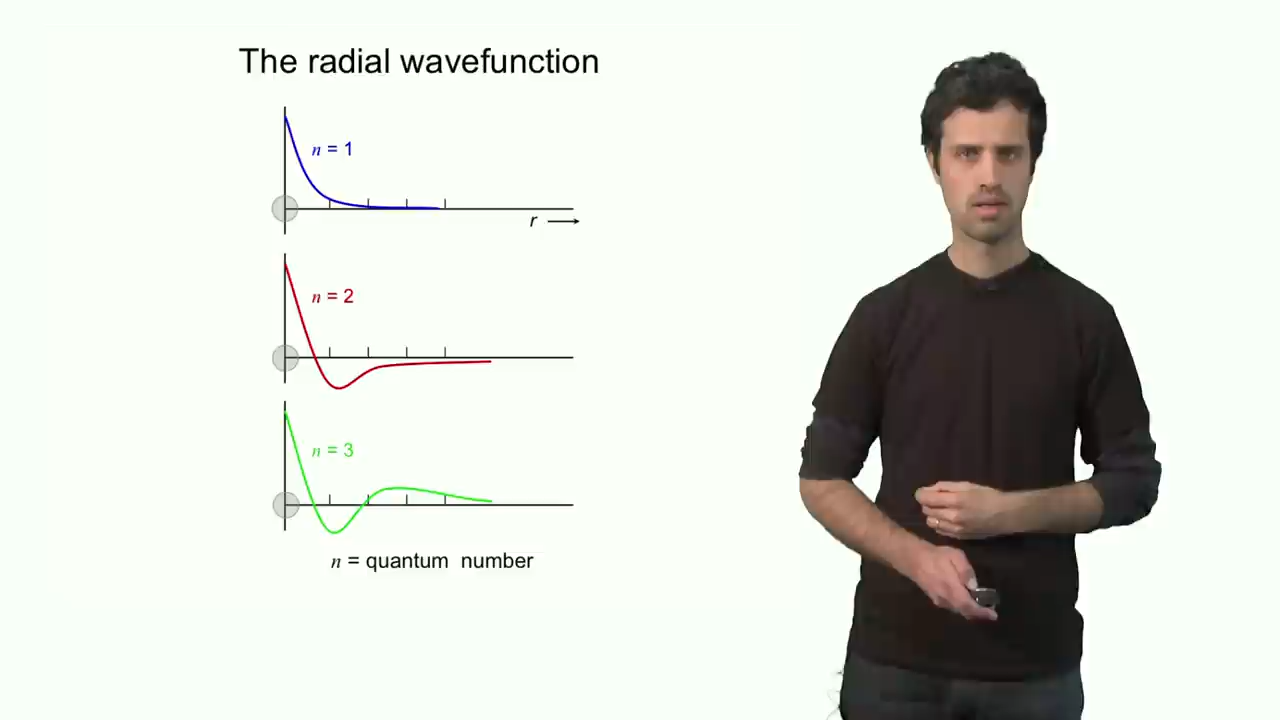 The radial wavefunction
n = 1
r
n = 2
n = 3
n = quantum number